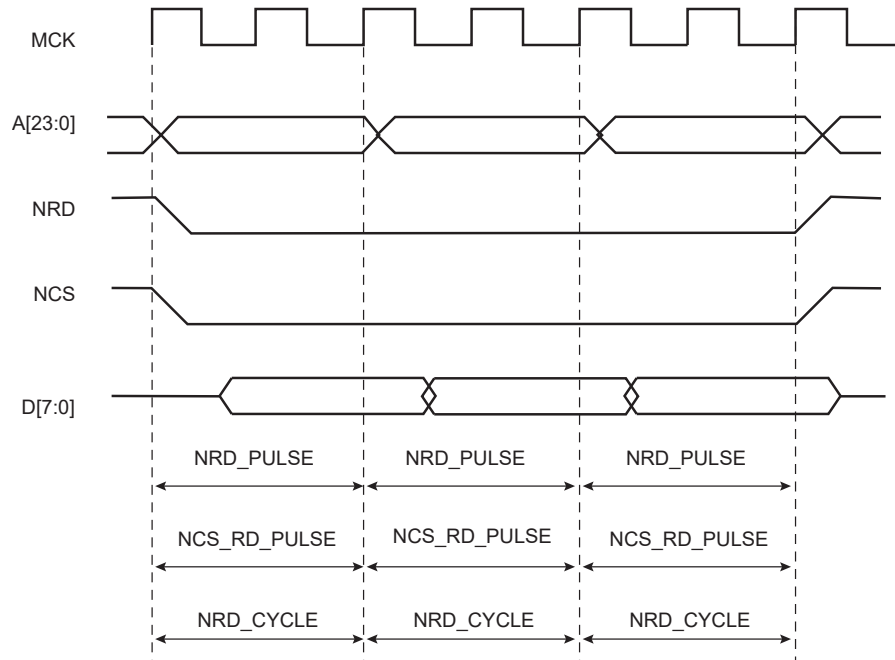 MCK
A[23:0]
NRD
NCS
D[7:0]
NRD_PULSE NRD_PULSE NRD_PULSE
NCS_RD_PULSE NCS_RD_PULSE NCS_RD_PULSE
NRD_CYCLE NRD_CYCLE NRD_CYCLE